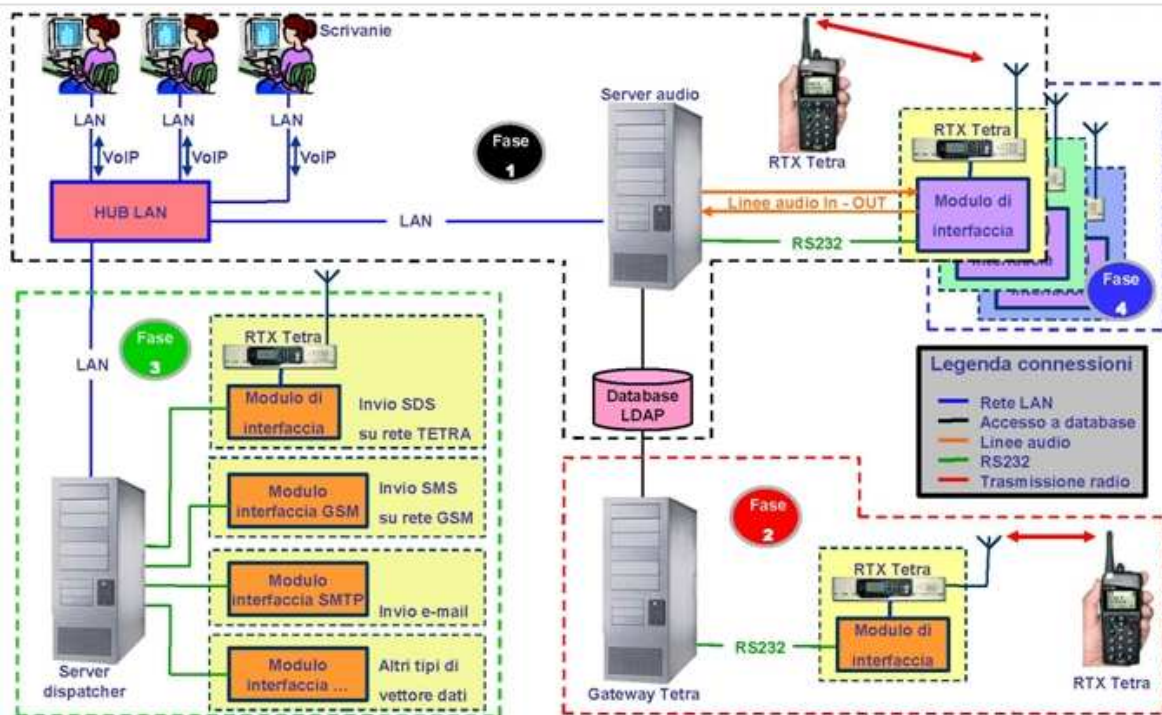 Scrivanie
LAN
LAN
LAN
VoIP
VoIP
VoIP
HUB LAN
LAN
Fase
1
Server audio
RTX Tetra
RTX Tetra
Linee audio In - OUT
RS232
Modulo di
interfaccia
Fase
4
LAN
Fase
3
RTX Tetra
Modulo di
interfaccia
Invio SDS
su rete TETRA
Modulo
interfaccia GSM
Invio SMS
su rete GSM
Modulo
interfaccia SMTP
Invio e-mail
Modulo
interfaccia ...
Altri tipi di
vettore dati
Server
dispatcher
Database
LDAP
Legenda connessioni
Rete LAN
Accesso a database
Linee audio
RS232
Trasmissione radio
Fase
2
RTX Tetra
RS232
Modulo di
interfaccia
Gateway Tetra
RTX Tetra